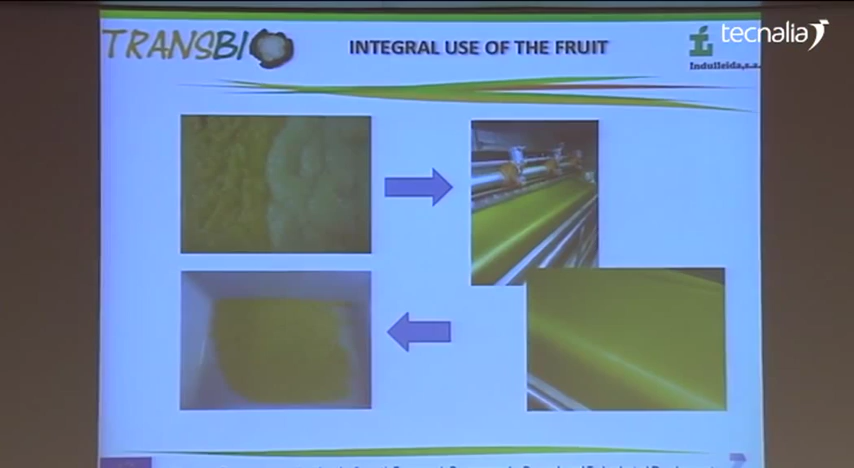 TRANSBIO
INTEGRAL USE OF THE FRUIT
Indulleida,s.a.
tecnalia